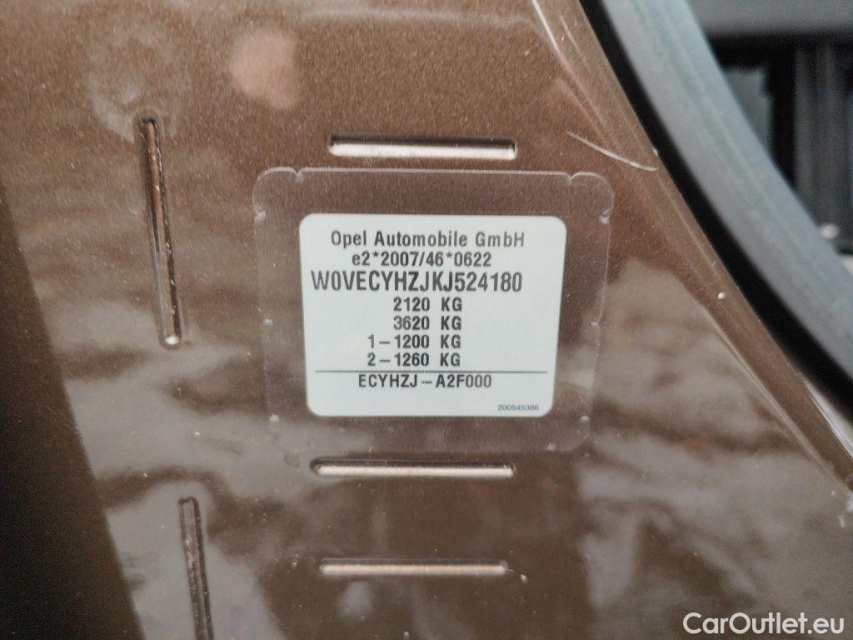 Opel Automobile GmbH
e2*2007/46*0622
W0VECYHZJKJ524180
2120 KG
3620 KG
1-1200 KG
2-1260 KG
ECYHZJ-A2F000
200545386
CarOutlet.eu